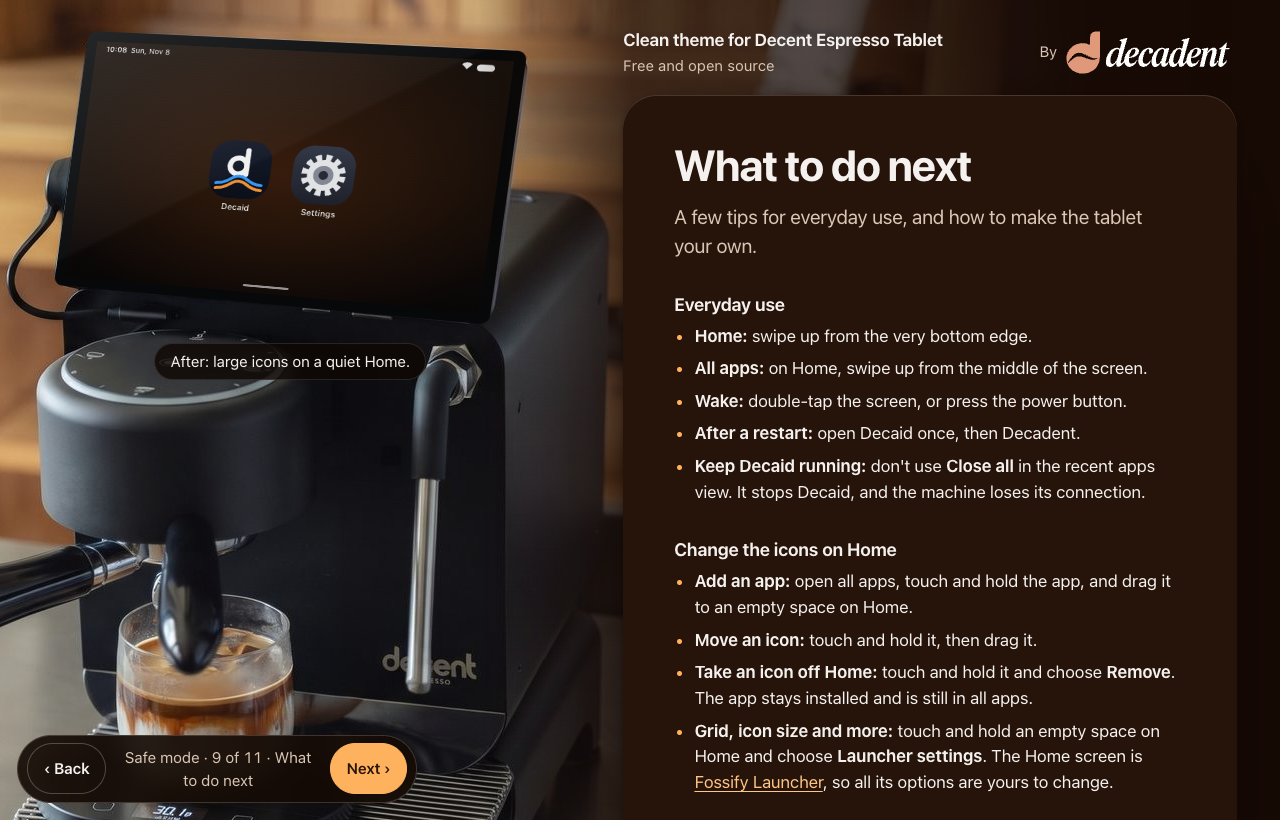 10:08 Sun, Nov 8
Decaid
Settings
After: large icons on a quiet Home.
decent
30.1g
‹ Back
Safe mode · 9 of 11 · What
to do next
Next ›
Clean theme for Decent Espresso Tablet
Free and open source
By decadent
What to do next
A few tips for everyday use, and how to make the tablet
your own.
Everyday use
• Home: swipe up from the very bottom edge.
• All apps: on Home, swipe up from the middle of the screen.
• Wake: double-tap the screen, or press the power button.
• After a restart: open Decaid once, then Decadent.
• Keep Decaid running: don't use Close all in the recent apps
view. It stops Decaid, and the machine loses its connection.
Change the icons on Home
• Add an app: open all apps, touch and hold the app, and drag it
to an empty space on Home.
• Move an icon: touch and hold it, then drag it.
• Take an icon off Home: touch and hold it and choose Remove.
The app stays installed and is still in all apps.
• Grid, icon size and more: touch and hold an empty space on
Home and choose Launcher settings. The Home screen is
Fossify Launcher, so all its options are yours to change.